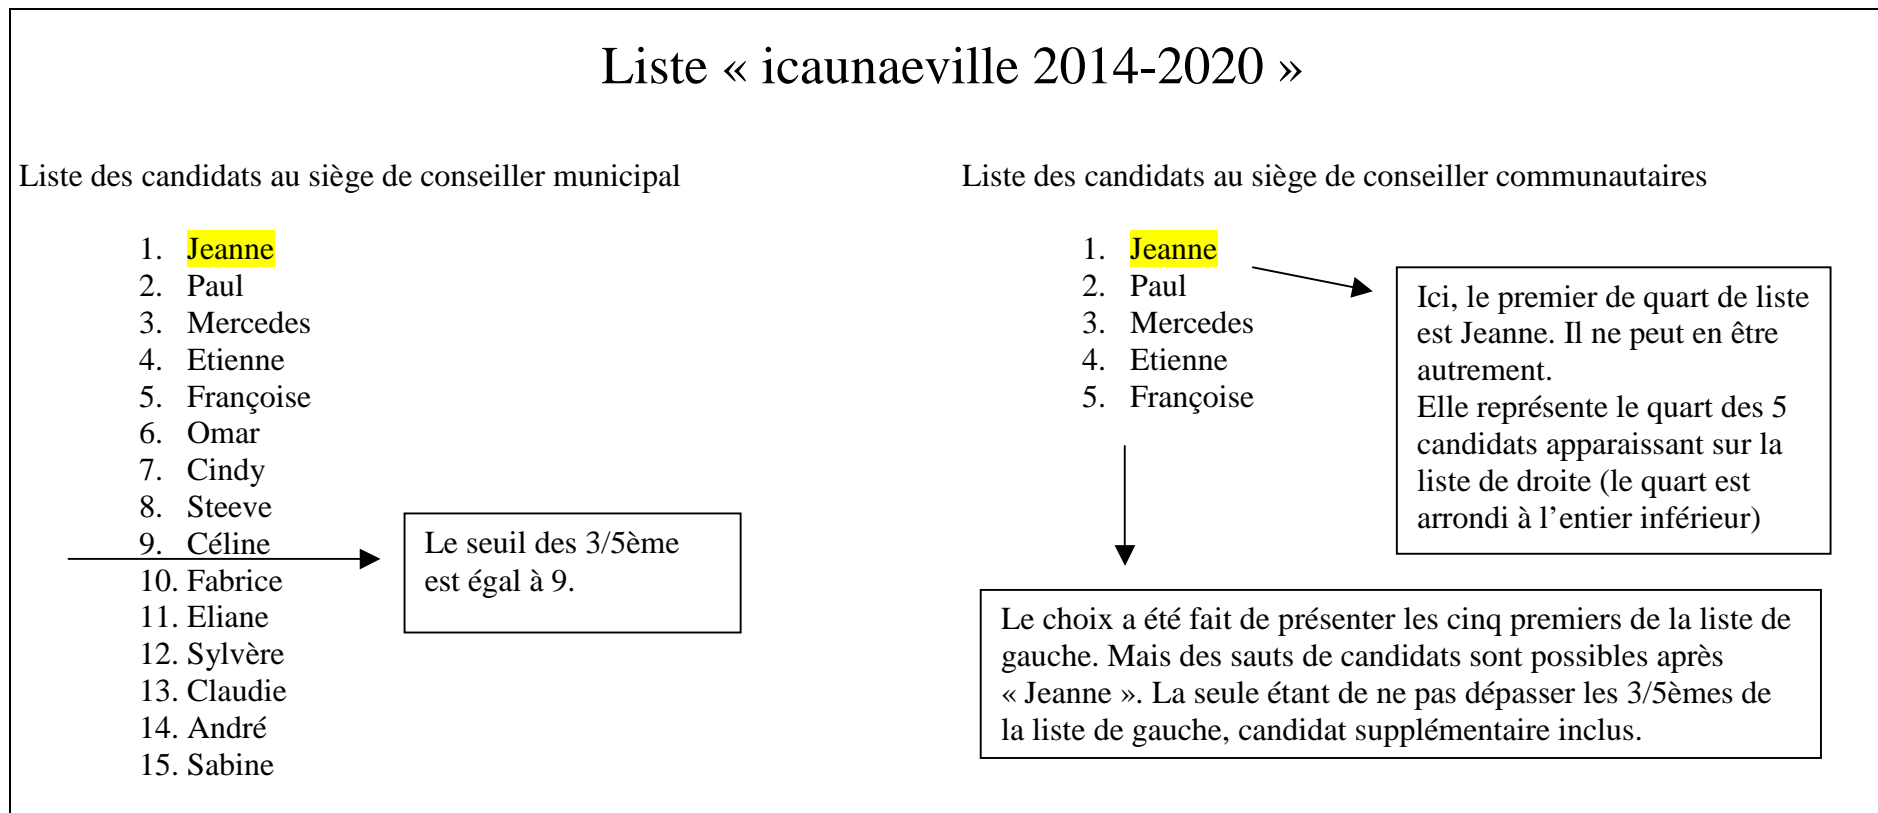 Liste « icaunaeville 2014-2020 »
Liste des candidats au siège de conseiller municipal
1. Jeanne
2. Paul
3. Mercedes
4. Etienne
5. Françoise
6. Omar
7. Cindy
8. Steeve
9. Céline
10. Fabrice
11. Eliane
12. Sylvère
13. Claudie
14. André
15. Sabine
Le seuil des 3/5ème
est égal à 9.
Liste des candidats au siège de conseiller communautaires
1. Jeanne
2. Paul
3. Mercedes
4. Etienne
5. Françoise
Ici, le premier de quart de liste
est Jeanne. Il ne peut en être
autrement.
Elle représente le quart des 5
candidats apparaissant sur la
liste de droite (le quart est
arrondi à l’entier inférieur)
Le choix a été fait de présenter les cinq premiers de la liste de
gauche. Mais des sauts de candidats sont possibles après
« Jeanne ». La seule étant de ne pas dépasser les 3/5èmes de
la liste de gauche, candidat supplémentaire inclus.